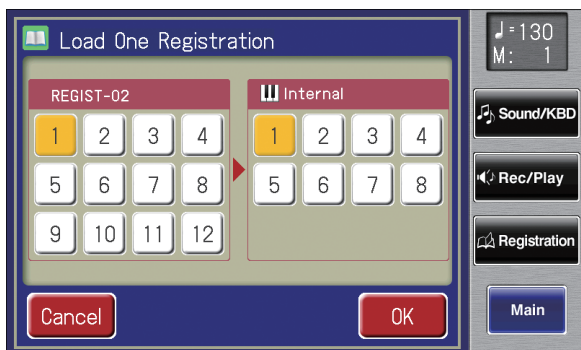 Load One Registration
REGIST-02
1 2 3 4
5 6 7 8
9 10 11 12
Internal
1 2 3 4
5 6 7 8
Cancel
OK
♩=130
M: 1
Sound/KBD
Rec/Play
Registration
Main